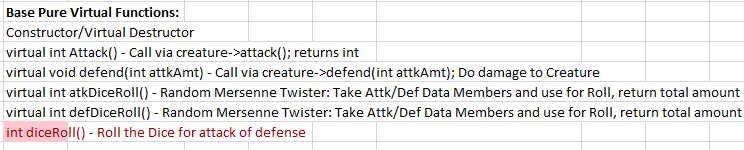 Base Pure Virtual Functions:
Constructor/Virtual Destructor
virtual int Attack() - Call via creature->attack(); returns int
virtual void defend(int attkAmt) - Call via creature->defend(int attkAmt); Do damage to Creature
virtual int atkDiceRoll() - Random Mersenne Twister: Take Attk/Def Data Members and use for Roll, return total amount
virtual int defDiceRoll() - Random Mersenne Twister: Take Attk/Def Data Members and use for Roll, return total amount
int diceRoll() - Roll the Dice for attack of defense